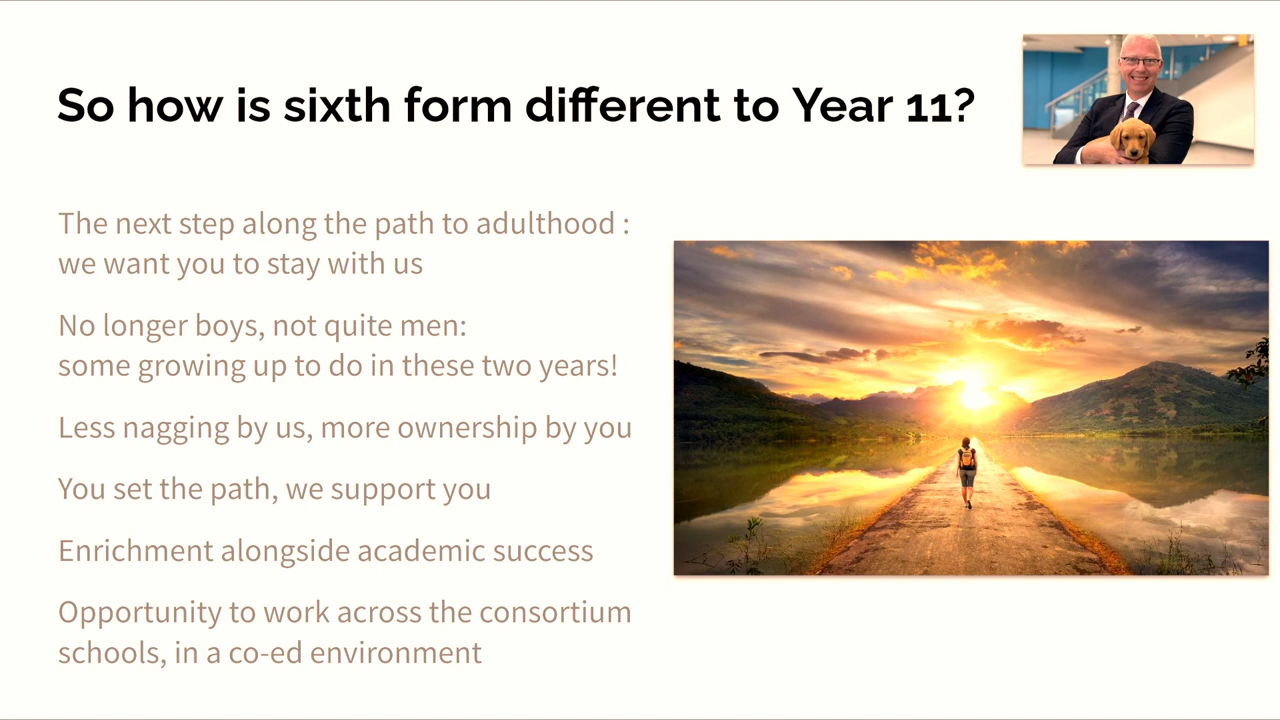 So how is sixth form different to Year 11?
The next step along the path to adulthood :
we want you to stay with us
No longer boys, not quite men:
some growing up to do in these two years!
Less nagging by us, more ownership by you
You set the path, we support you
Enrichment alongside academic success
Opportunity to work across the consortium
schools, in a co-ed environment